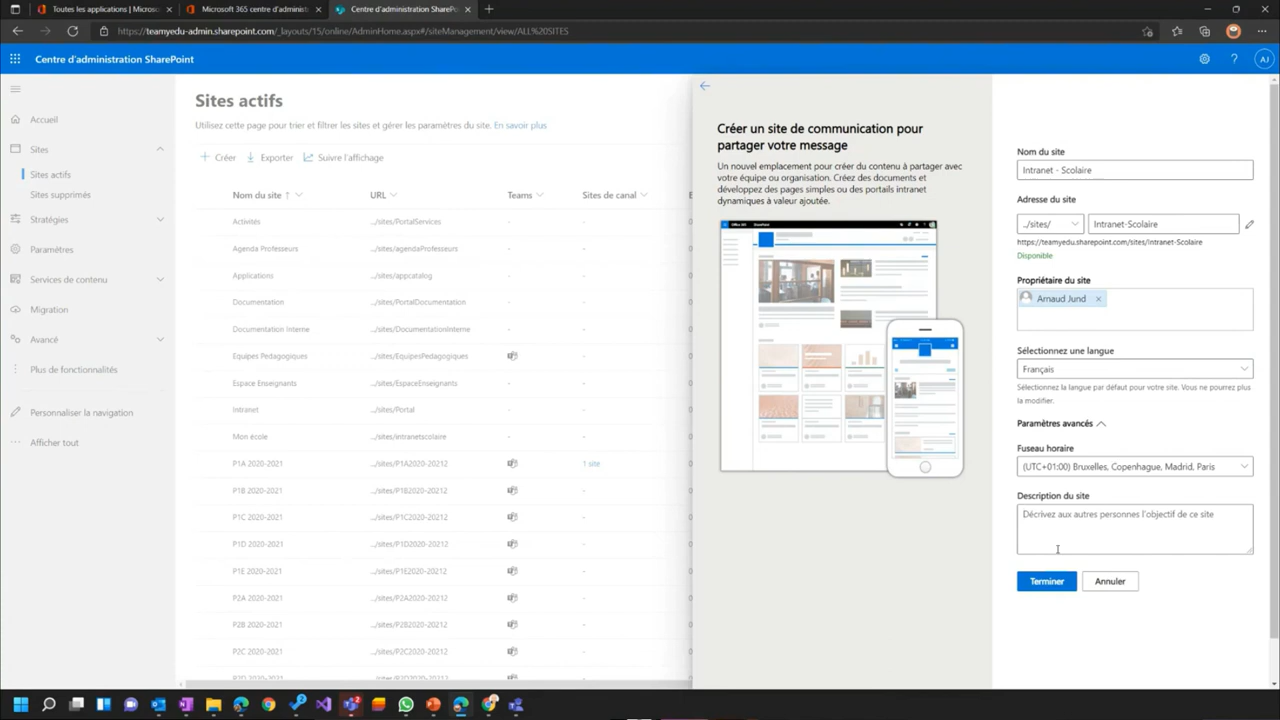 Toutes les applications | Micros
Microsoft 365 centre d'administ
Centre d'administration SharePoi
https://teamyedu-admin.sharepoint.com/_layouts/15/online/AdminHome.aspx#/siteManagement/view/ALL%20SITES
Centre d'administration SharePoint
AJ
Accueil
Sites
Sites actifs
Sites supprimés
Stratégies
Paramètres
Services de contenu
Migration
Avancé
Plus de fonctionnalités
Personnaliser la navigation
Afficher tout
Sites actifs
Utilisez cette page pour trier et filtrer les sites et gérer les paramètres du site. En savoir plus
Créer Exporter Suivre l'affichage
Nom du site ↑ URL Teams Sites de canal
Activités .../sites/PortalServices - -
Agenda Professeurs .../sites/agendaProfesseurs - -
Applications .../sites/appcatalog - -
Documentation .../sites/PortalDocumentation - -
Documentation Interne .../sites/DocumentationInterne - -
Equipes Pedagogiques .../sites/EquipesPedagogiques -
Espace Enseignants .../sites/EspaceEnseignants - -
Intranet .../sites/Portal - -
Mon école .../sites/intranetscolaire - -
P1A 2020-2021 .../sites/P1A2020-20212 1 site
P1B 2020-2021 .../sites/P1B2020-20212 -
P1C 2020-2021 .../sites/P1C2020-20212 -
P1D 2020-2021 .../sites/P1D2020-20212 -
P1E 2020-2021 .../sites/P1E2020-20212 -
P2A 2020-2021 .../sites/P2A2020-20212 -
P2B 2020-2021 .../sites/P2B2020-20212 -
P2C 2020-2021 .../sites/P2C2020-20212 -
P2D 2020-2021 .../sites/P2D2020-20212 -
Créer un site de communication pour
partager votre message
Un nouvel emplacement pour créer du contenu à partager avec
votre équipe ou organisation. Créez des documents et
développez des pages simples ou des portails intranet
dynamiques à valeur ajoutée.
Nom du site
Intranet - Scolaire
Adresse du site
.../sites/ Intranet-Scolaire
https://teamyedu.sharepoint.com/sites/Intranet-Scolaire
Disponible
Propriétaire du site
Arnaud Jund
Sélectionnez une langue
Français
Sélectionnez la langue par défaut pour votre site. Vous ne pourrez plus
la modifier.
Paramètres avancés
Fuseau horaire
(UTC+01:00) Bruxelles, Copenhague, Madrid, Paris
Description du site
Décrivez aux autres personnes l'objectif de ce site
Terminer Annuler